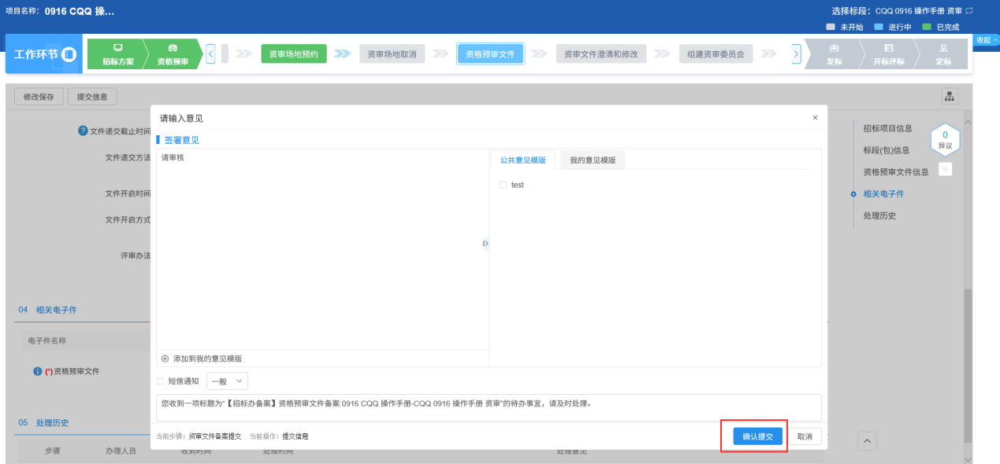 项目名称：0916 CQQ 操...
选择标段：CQQ 0916 操作手册 资审
未开始 进行中 已完成
收起
工作环节
招标方案 资格预审 资审场地预约 资审场地取消 资格预审文件 资审文件澄清和修改 组建资审委员会 发标 开标评标 定标
修改保存 提交信息
请输入意见 ×
签署意见
请审核
公共意见模版 我的意见模版
test
添加到我的意见模版
短信通知 一般
您收到一项标题为"【招标办备案】资格预审文件备案:0916 CQQ 操作手册-CQQ 0916 操作手册 资审"的待办事宜，请及时处理。
当前步骤：资审文件备案提交 当前操作：提交信息
确认提交 取消
文件递交截止时间
文件递交方法
文件开启时间
文件开启方式
评审办法
04 相关电子件
电子件名称
(*)资格预审文件
05 处理历史
步骤 办理人员 收到时间 处理时间 处理意见
招标项目信息
标段(包)信息
资格预审文件信息
相关电子件
处理历史
0
异议